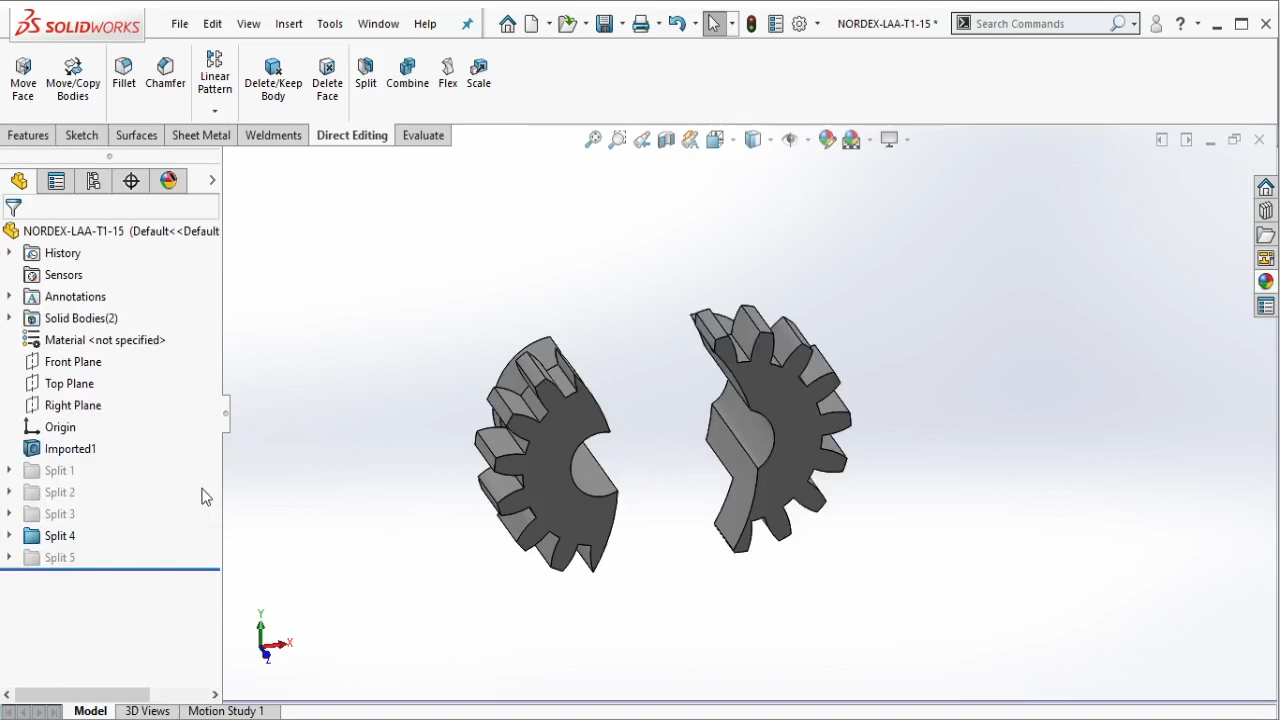 SOLIDWORKS File Edit View Insert Tools Window Help NORDEX-LAA-T1-15 * Search Commands ?
Move Face
Move/Copy Bodies
Fillet
Chamfer
Linear Pattern
Delete/Keep Body
Delete Face
Split
Combine
Flex
Scale
Features Sketch Surfaces Sheet Metal Weldments Direct Editing Evaluate
NORDEX-LAA-T1-15 (Default<<Default
History
Sensors
Annotations
Solid Bodies(2)
Material <not specified>
Front Plane
Top Plane
Right Plane
Origin
Imported1
Split 1
Split 2
Split 3
Split 4
Split 5
Y
X
Z
Model 3D Views Motion Study 1